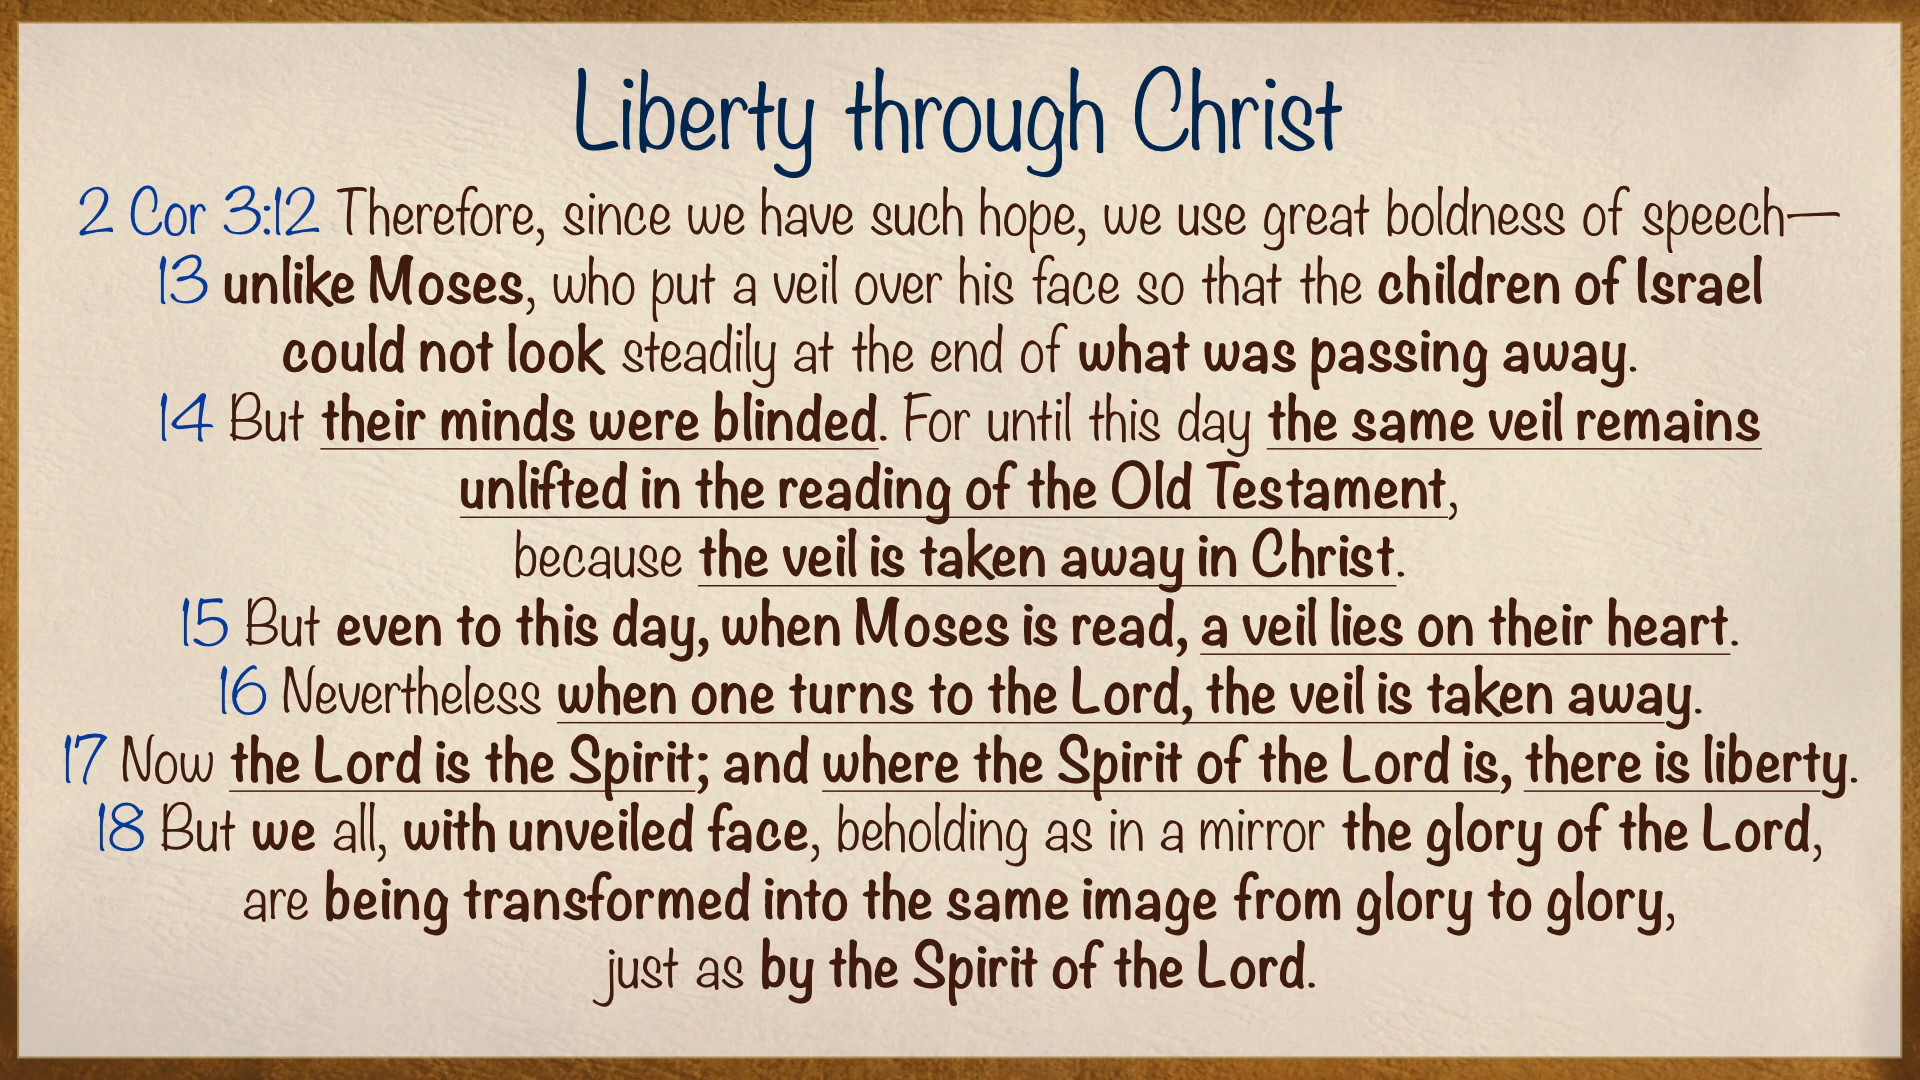 Liberty through Christ
2 Cor 3:12 Therefore, since we have such hope, we use great boldness of speech—
13 unlike Moses, who put a veil over his face so that the children of Israel
could not look steadily at the end of what was passing away.
14 But their minds were blinded. For until this day the same veil remains
unlifted in the reading of the Old Testament,
because the veil is taken away in Christ.
15 But even to this day, when Moses is read, a veil lies on their heart.
16 Nevertheless when one turns to the Lord, the veil is taken away.
17 Now the Lord is the Spirit; and where the Spirit of the Lord is, there is liberty.
18 But we all, with unveiled face, beholding as in a mirror the glory of the Lord,
are being transformed into the same image from glory to glory,
just as by the Spirit of the Lord.